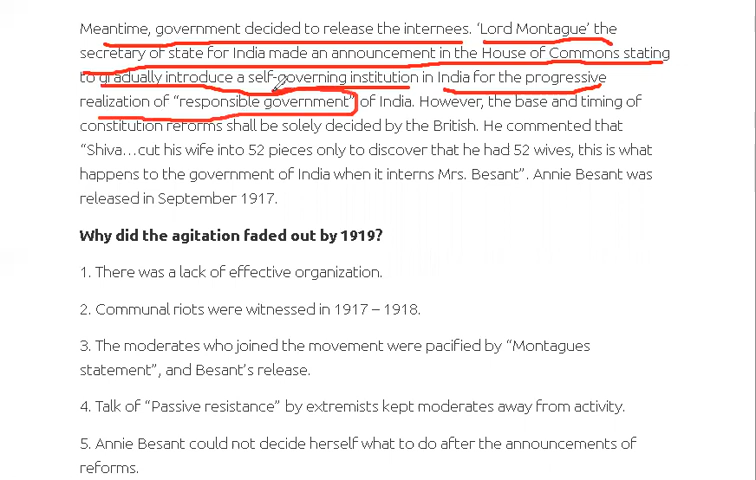 Meantime, government decided to release the internees. ‘Lord Montague’ the
secretary of state for India made an announcement in the House of Commons stating
to gradually introduce a self-governing institution in India for the progressive
realization of “responsible government” of India. However, the base and timing of
constitution reforms shall be solely decided by the British. He commented that
“Shiva…cut his wife into 52 pieces only to discover that he had 52 wives, this is what
happens to the government of India when it interns Mrs. Besant”. Annie Besant was
released in September 1917.
Why did the agitation faded out by 1919?
1. There was a lack of effective organization.
2. Communal riots were witnessed in 1917 – 1918.
3. The moderates who joined the movement were pacified by “Montagues
statement”, and Besant’s release.
4. Talk of “Passive resistance” by extremists kept moderates away from activity.
5. Annie Besant could not decide herself what to do after the announcements of
reforms.